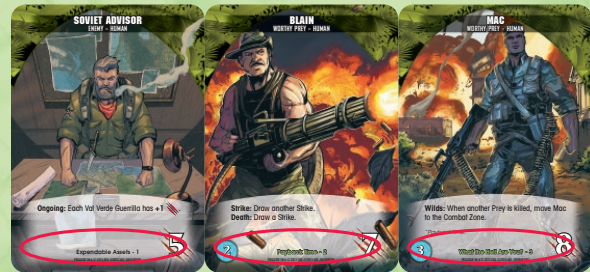 SOVIET ADVISOR
ENEMY - HUMAN
Ongoing: Each Val Verde Guerrilla has +1
5
Expendable Assets - 1
BLAIN
WORTHY PREY - HUMAN
Strike: Draw another Strike.
Death: Draw a Strike.
2
7
Payback Time - 2
MAC
WORTHY PREY - HUMAN
Wilds: When another Prey is killed, move Mac
to the Combat Zone.
3
8
What the Hell Are You? - 3